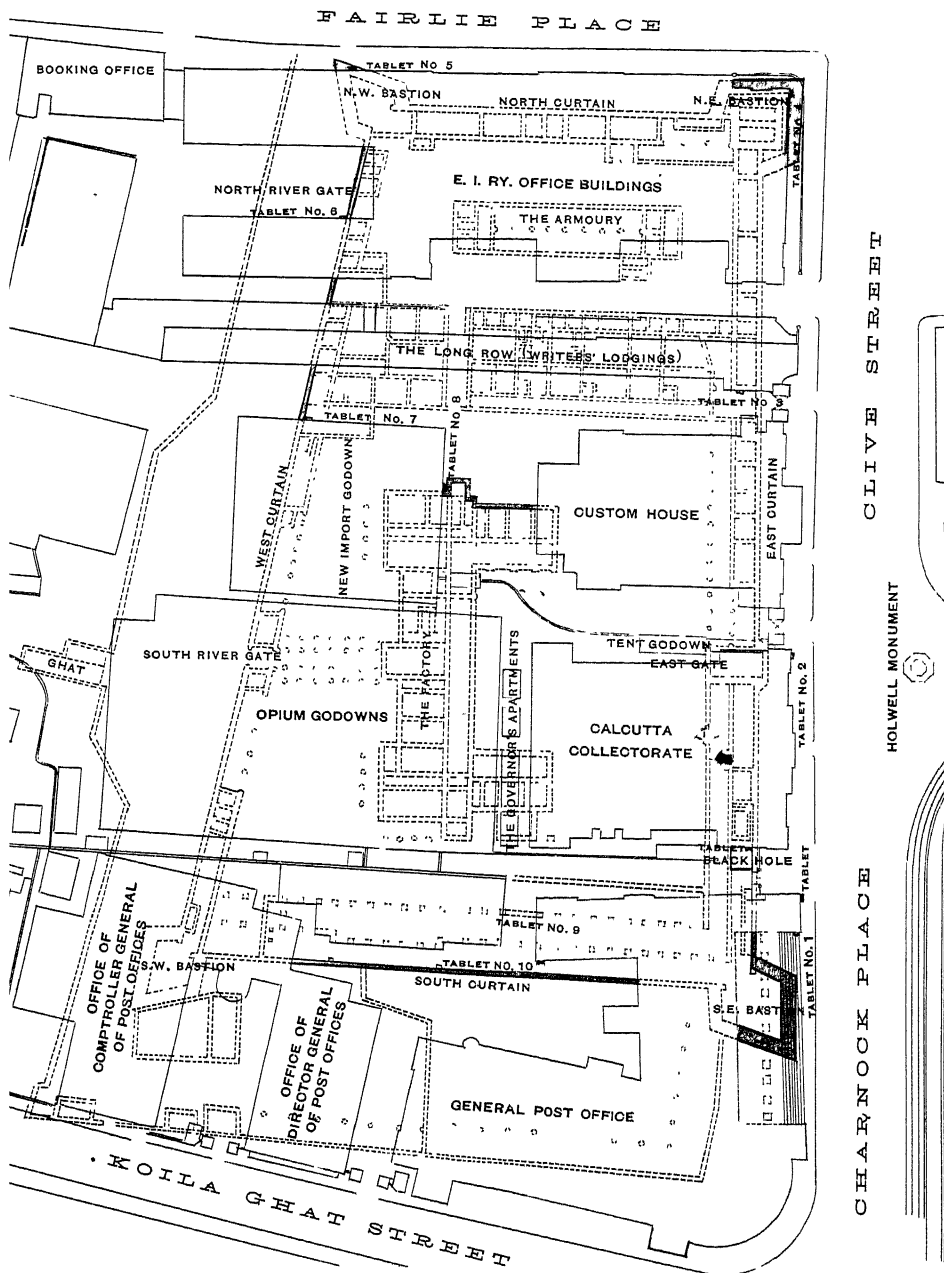 FAIRLIE PLACE
BOOKING OFFICE
TABLET No 5
N.W. BASTION
NORTH CURTAIN
N.E. BASTION
TABLET No. 4
NORTH RIVER GATE
E. I. RY. OFFICE BUILDINGS
TABLET No. 6
THE ARMOURY
CLIVE STREET
THE LONG ROW (WRITERS' LODGINGS)
TABLET No 3
TABLET No. 7
TABLET No. 8
WEST CURTAIN
NEW IMPORT GODOWN
CUSTOM HOUSE
EAST CURTAIN
HOLWELL MONUMENT
GHAT
SOUTH RIVER GATE
THE FACTORY
TENT GODOWN
EAST GATE
TABLET No. 2
OPIUM GODOWNS
THE GOVERNOR'S APARTMENTS
CALCUTTA
COLLECTORATE
TABLET
BLACK HOLE
TABLET
OFFICE OF
COMPTROLLER GENERAL
OF POST OFFICES
TABLET No. 9
S.W. BASTION
TABLET No. 10
SOUTH CURTAIN
S.E. BASTION
TABLET No. 1
CHARNOCK PLACE
OFFICE OF
DIRECTOR GENERAL
OF POST OFFICES
GENERAL POST OFFICE
KOILA GHAT STREET